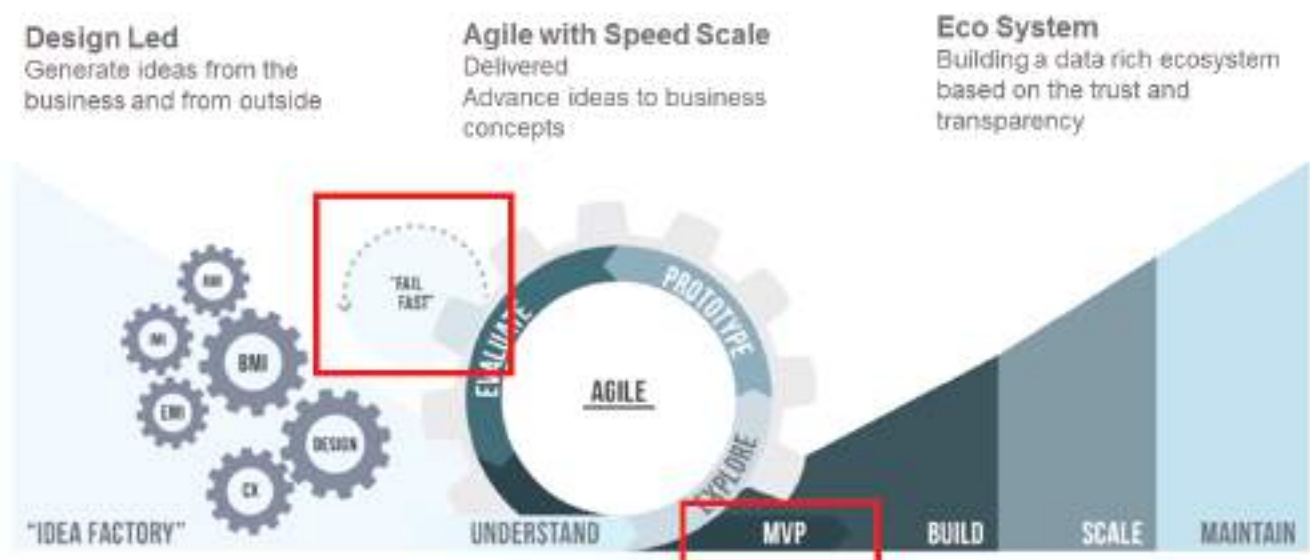 Design Led
Generate ideas from the
business and from outside
Agile with Speed Scale
Delivered
Advance ideas to business
concepts
Eco System
Building a data rich ecosystem
based on the trust and
transparency
"FAIL
FAST"
BMI
EMI
DESIGN
CX
EVALUATE
PROTOTYPE
AGILE
EXPLORE
"IDEA FACTORY"
UNDERSTAND
MVP
BUILD
SCALE
MAINTAIN